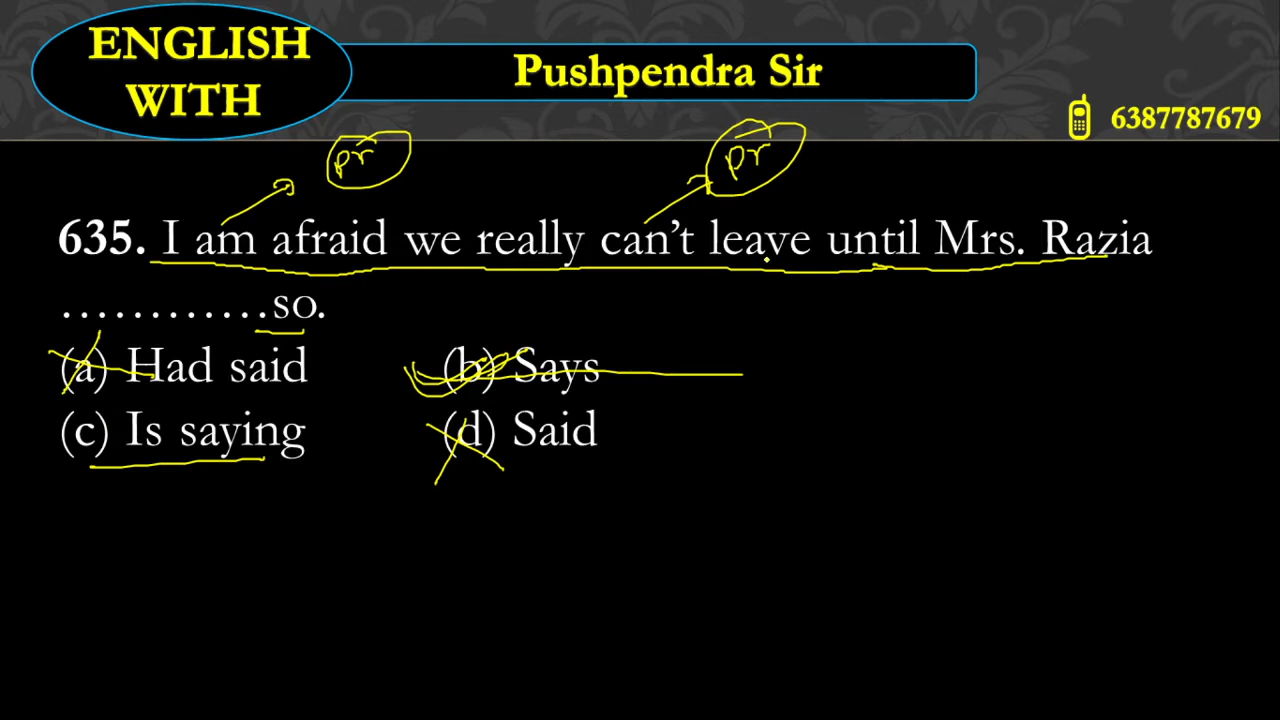 ENGLISH
WITH
Pushpendra Sir
6387787679
pr
pr
635. I am afraid we really can't leave until Mrs. Razia
............so.
(a) Had said (b) Says
(c) Is saying (d) Said